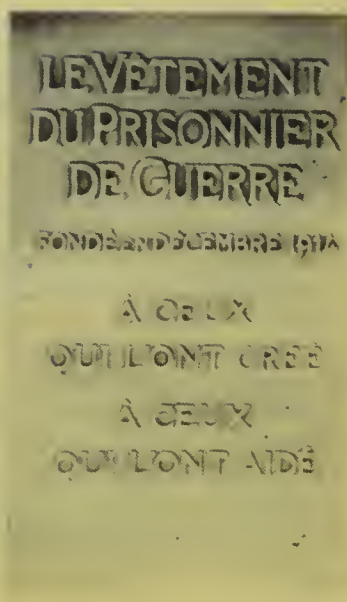 LE VÊTEMENT
DU PRISONNIER
DE GUERRE
FONDÉ EN DÉCEMBRE
À CEUX
QUI L'ONT CRÉÉ
À CEUX
QUI L'ONT AIDÉ